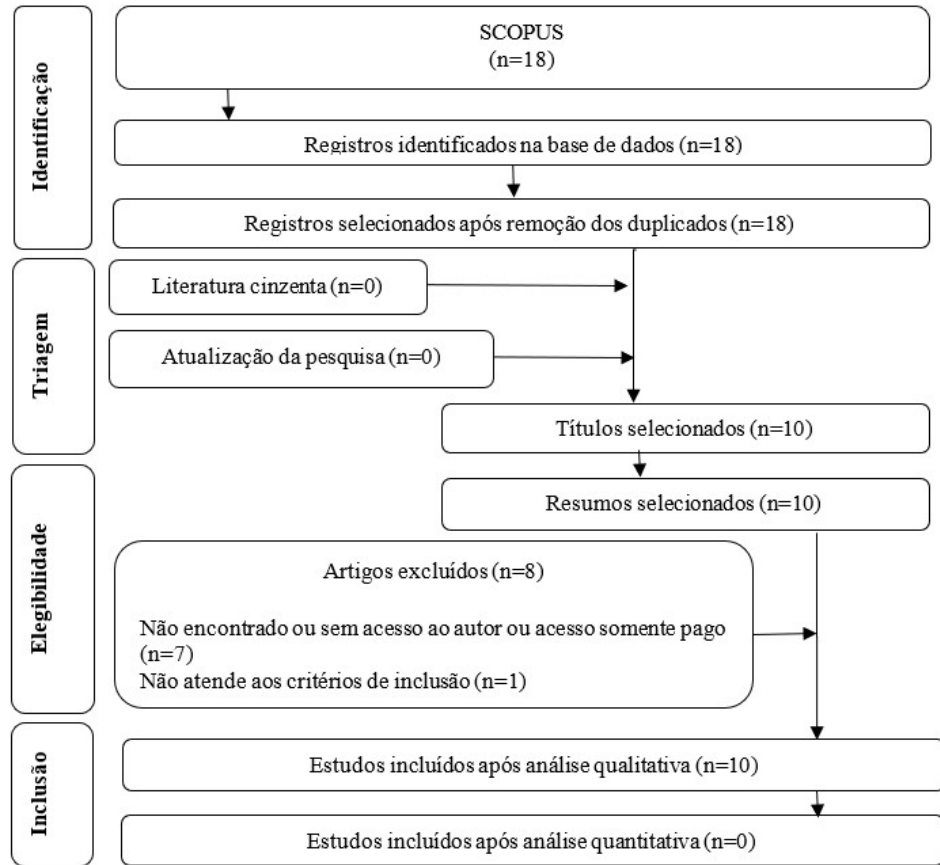 Identificação
SCOPUS
(n=18)
Registros identificados na base de dados (n=18)
Registros selecionados após remoção dos duplicados (n=18)
Triagem
Literatura cinzenta (n=0)
Atualização da pesquisa (n=0)
Títulos selecionados (n=10)
Elegibilidade
Resumos selecionados (n=10)
Artigos excluídos (n=8)
Não encontrado ou sem acesso ao autor ou acesso somente pago
(n=7)
Não atende aos critérios de inclusão (n=1)
Inclusão
Estudos incluídos após análise qualitativa (n=10)
Estudos incluídos após análise quantitativa (n=0)